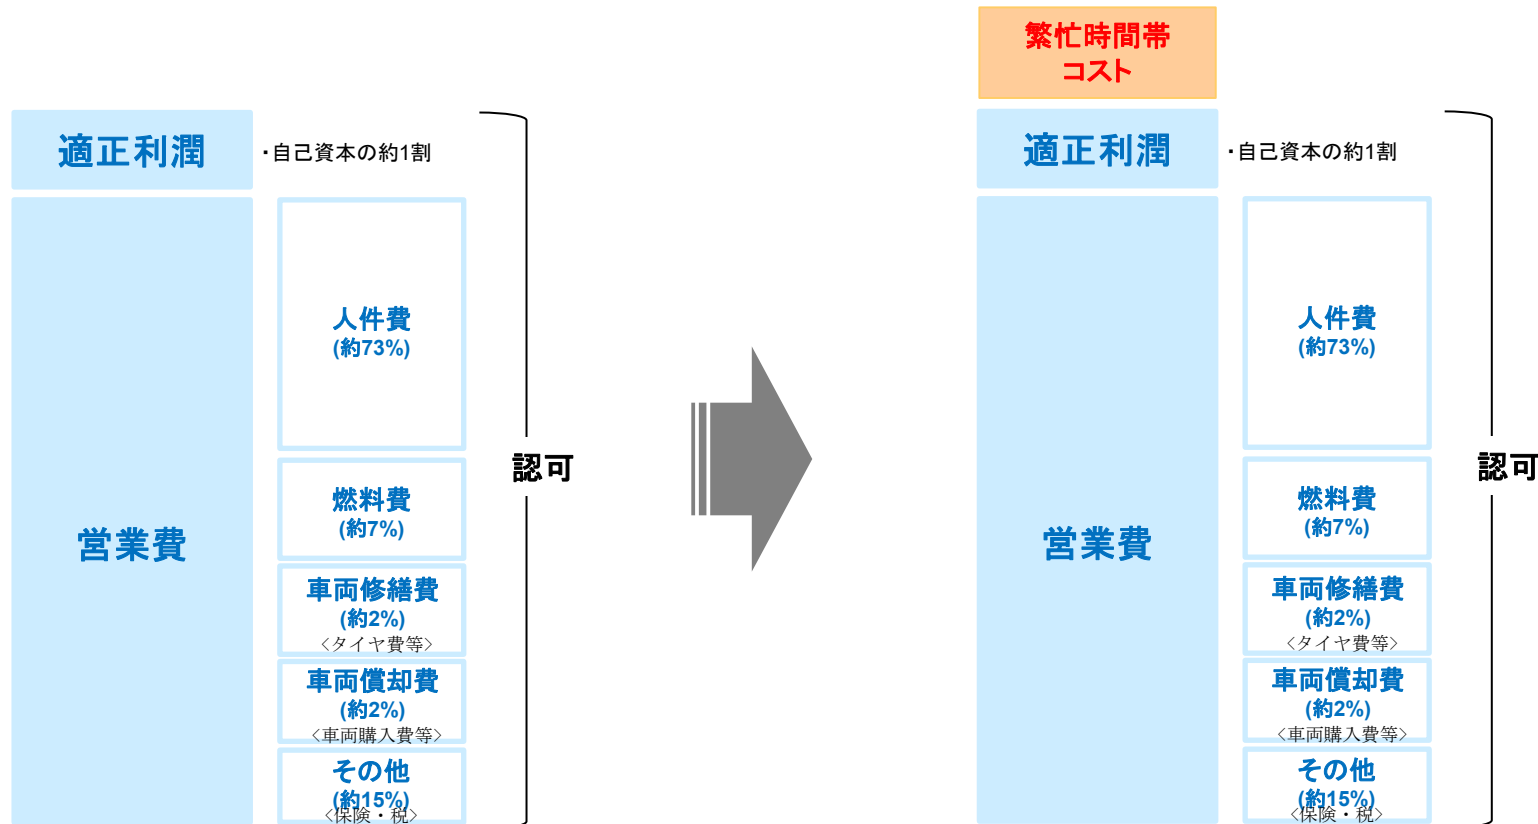 適正利潤
・自己資本の約1割
営業費
人件費
(約73%)
燃料費
(約7%)
車両修繕費
(約2%)
<タイヤ費等>
車両償却費
(約2%)
<車両購入費等>
その他
(約15%)
<保険・税>
認可
繁忙時間帯
コスト
適正利潤
・自己資本の約1割
営業費
人件費
(約73%)
燃料費
(約7%)
車両修繕費
(約2%)
<タイヤ費等>
車両償却費
(約2%)
<車両購入費等>
その他
(約15%)
<保険・税>
認可